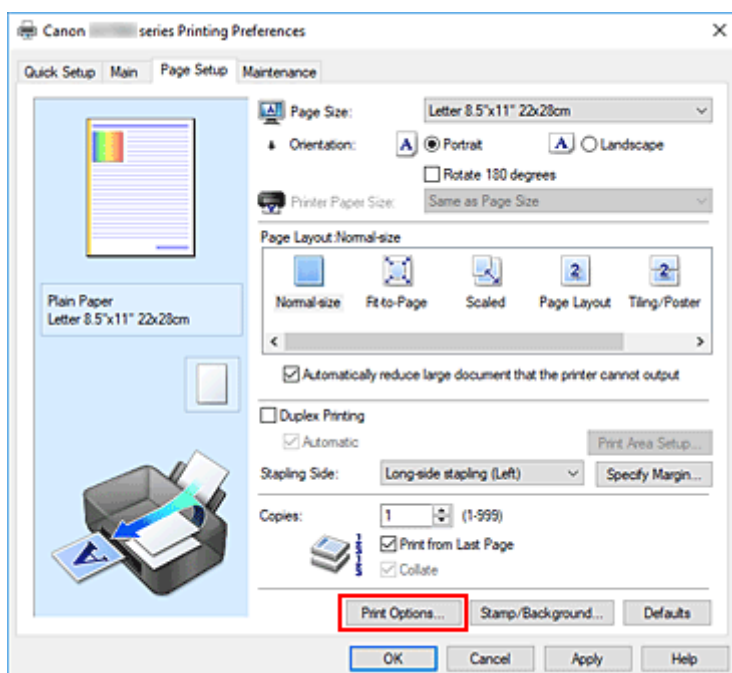 Canon series Printing Preferences
Quick Setup Main Page Setup Maintenance
Page Size: Letter 8.5"x11" 22x28cm
Orientation: A Portrait A Landscape
Rotate 180 degrees
Printer Paper Size: Same as Page Size
Page Layout:Normal-size
Normal-size Fit-to-Page Scaled Page Layout Tiling/Poster
Automatically reduce large document that the printer cannot output
Plain Paper
Letter 8.5"x11" 22x28cm
Duplex Printing
Automatic Print Area Setup...
Stapling Side: Long-side stapling (Left) Specify Margin...
Copies: 1 (1-999)
Print from Last Page
Collate
Print Options... Stamp/Background... Defaults
OK Cancel Apply Help